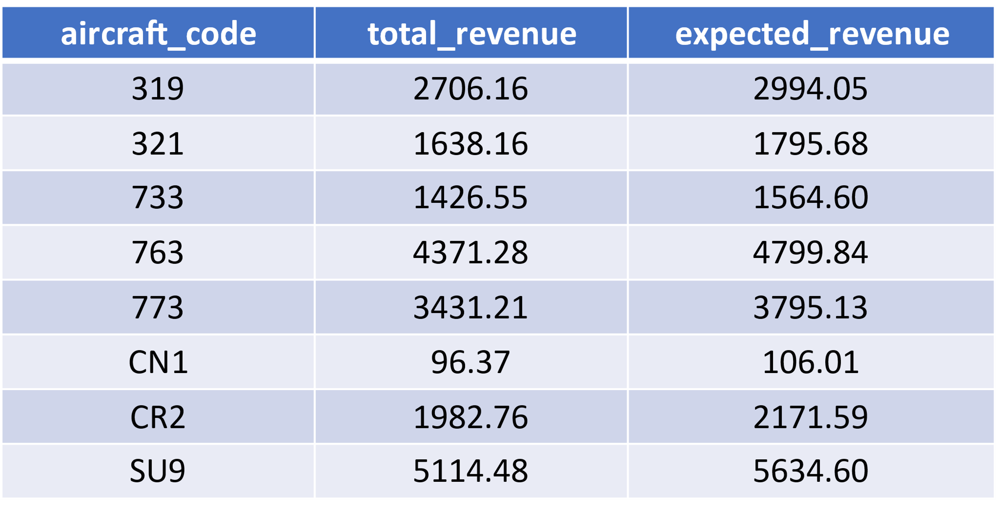 aircraft_code total_revenue expected_revenue
319 2706.16 2994.05
321 1638.16 1795.68
733 1426.55 1564.60
763 4371.28 4799.84
773 3431.21 3795.13
CN1 96.37 106.01
CR2 1982.76 2171.59
SU9 5114.48 5634.60